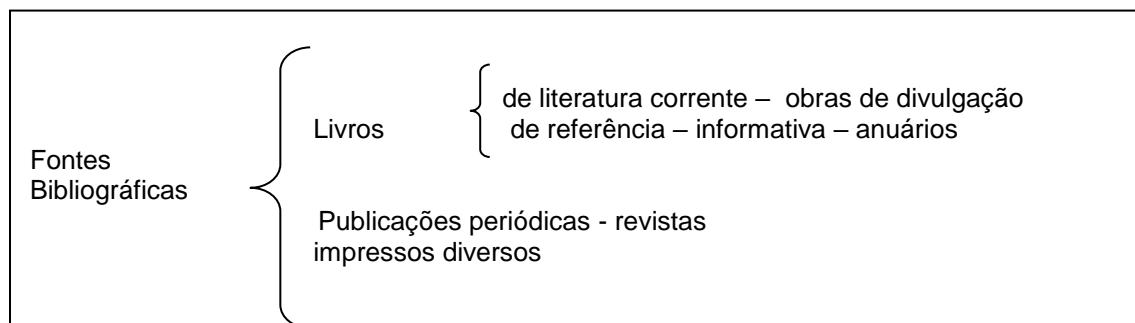 Fontes
Bibliográficas
Livros
de literatura corrente – obras de divulgação
de referência – informativa – anuários
Publicações periódicas - revistas
impressos diversos